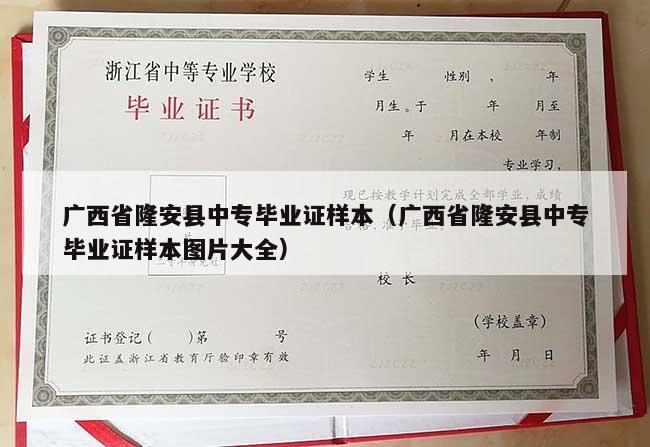 浙江省中等专业学校
毕业证书
学生 性别 、 年
月生。于 年 月至
年 月在本校 年制
专业学习，
现已按教学计划完成全部学业，成绩
广西省隆安县中专毕业证样本（广西省隆安县中专
毕业证样本图片大全）
校 长
(学校盖章)
证书登记( )第 号
此证盖浙江省教育厅验印章有效
年 月 日